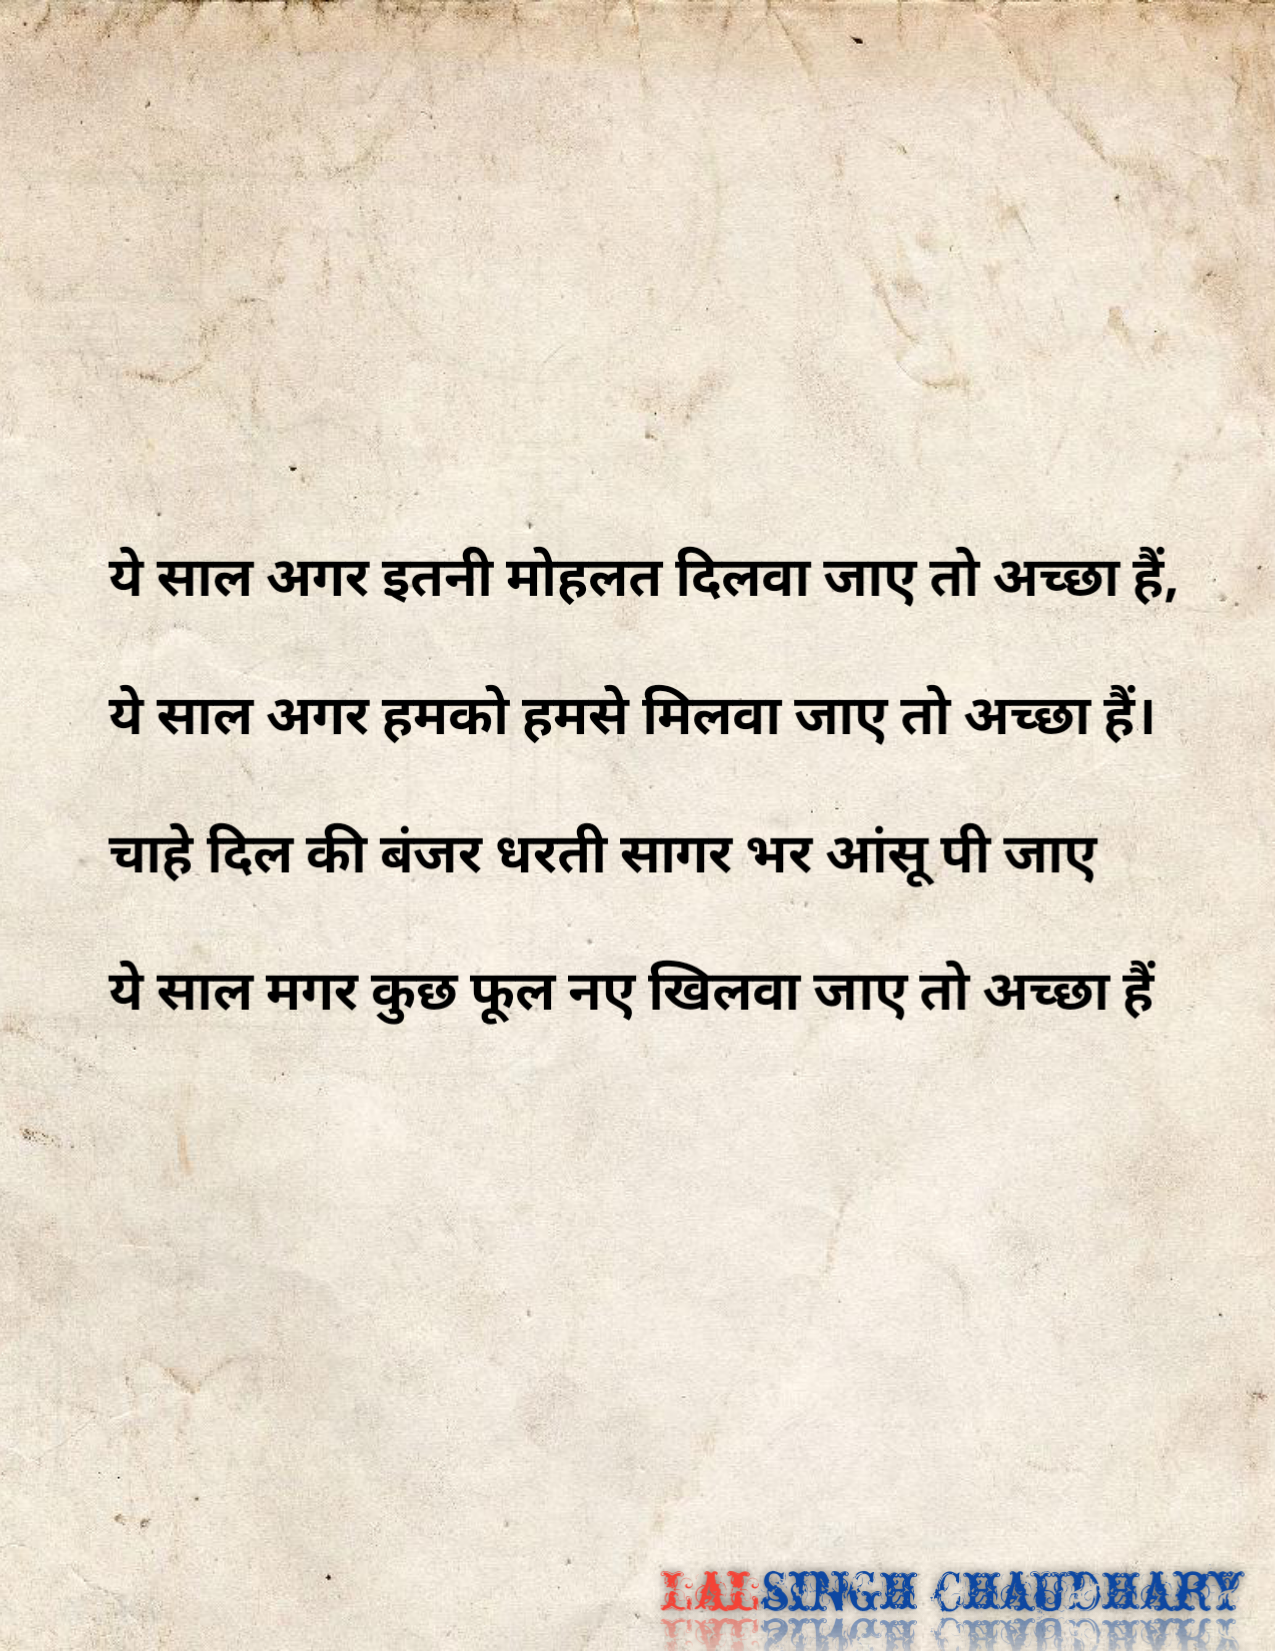 ये साल अगर इतनी मोहलत दिलवा जाए तो अच्छा हैं,
ये साल अगर हमको हमसे मिलवा जाए तो अच्छा हैं।
चाहे दिल की बंजर धरती सागर भर आंसू पी जाए
ये साल मगर कुछ फूल नए खिलवा जाए तो अच्छा हैं
LALSINGH CHAUDHARY